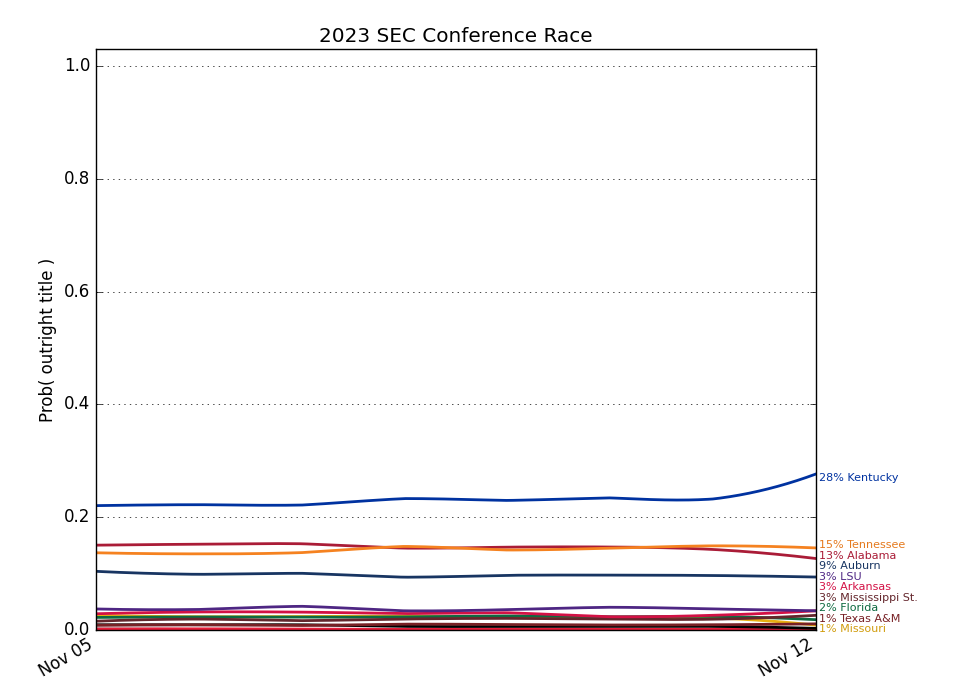 2023 SEC Conference Race
Prob( outright title )
1.0
0.8
0.6
0.4
0.2
0.0
Nov 05
Nov 12
28% Kentucky
15% Tennessee
13% Alabama
9% Auburn
3% LSU
3% Arkansas
3% Mississippi St.
2% Florida
1% Texas A&M
1% Missouri